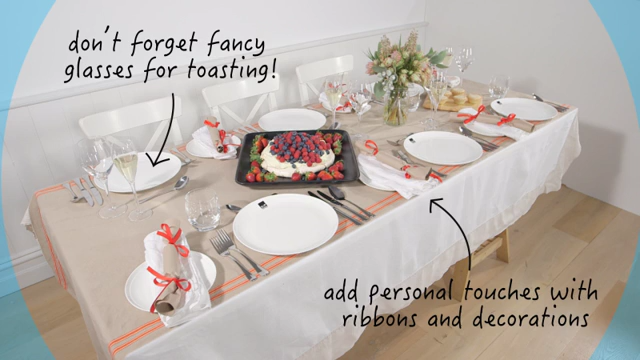 don't forget fancy
glasses for toasting!
add personal touches with
ribbons and decorations